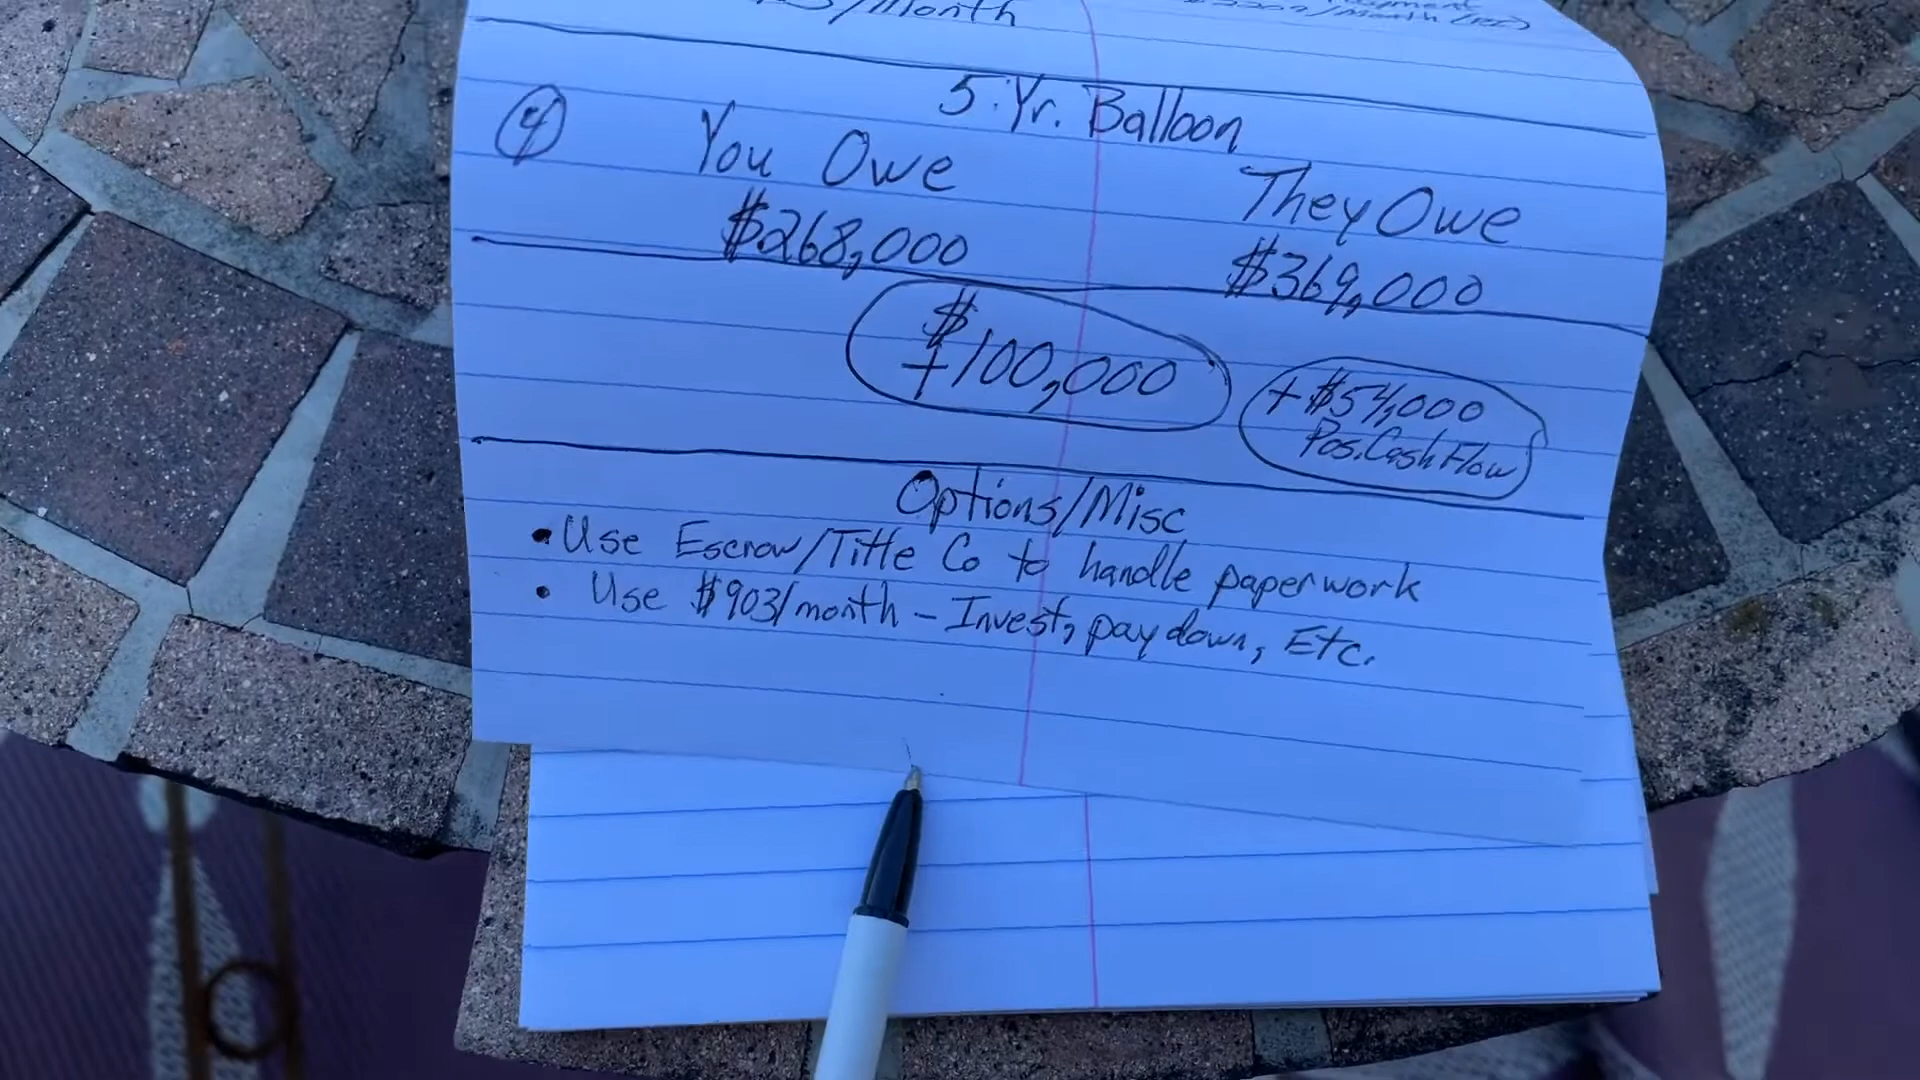 /Month
5. Yr. Balloon
4
You Owe
They Owe
$268,000
$369,000
$
+100,000
+ $54,000
Pos. Cash Flow
Options/Misc
• Use Escrow/Title Co to handle paperwork
• Use $903/month - Invest, pay down, Etc.